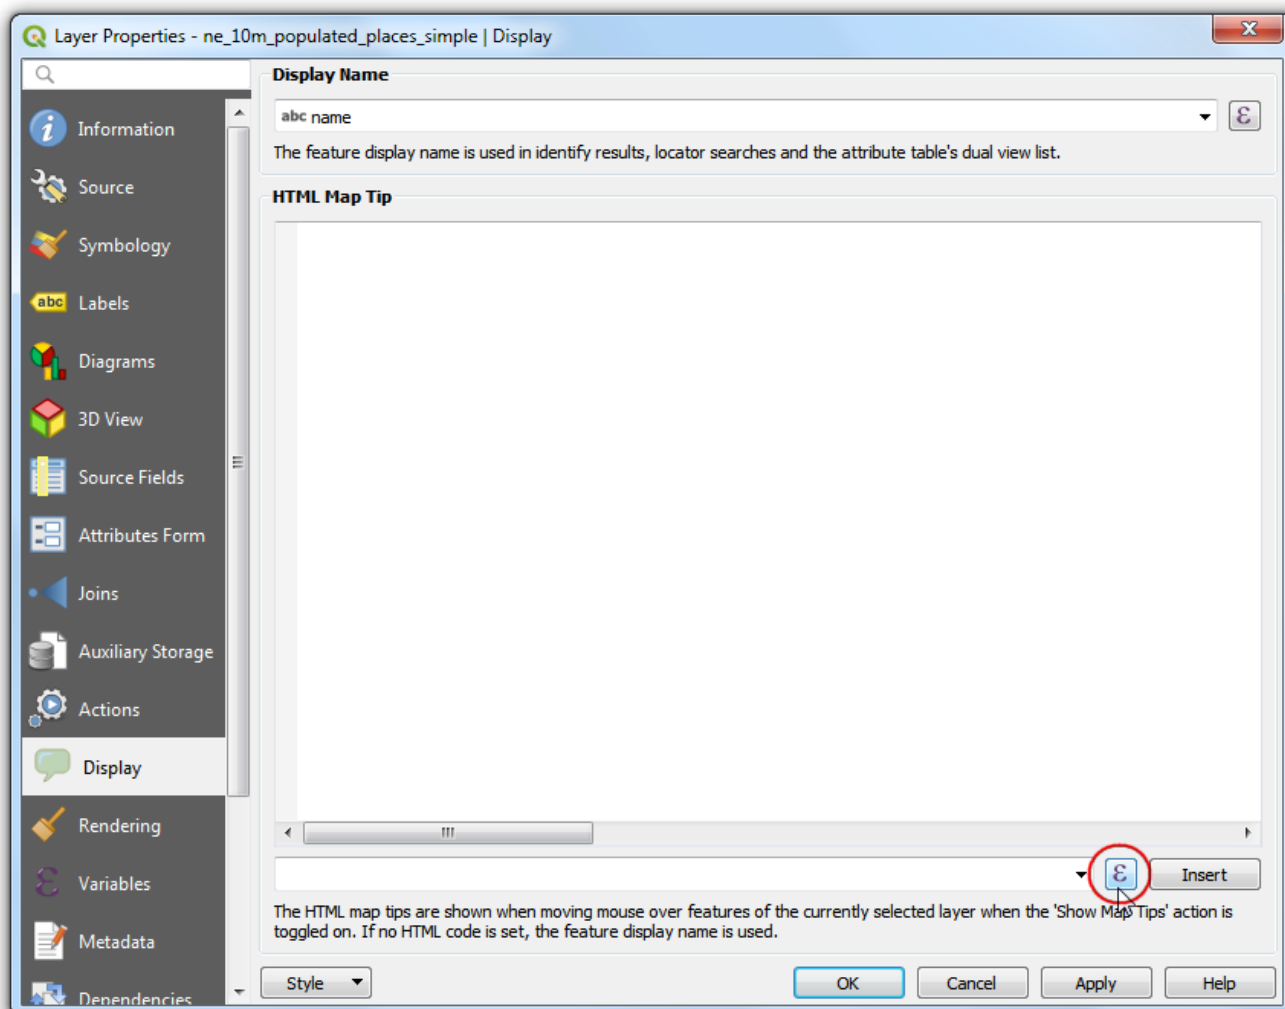 Layer Properties - ne_10m_populated_places_simple | Display
Information
Source
Symbology
abc Labels
Diagrams
3D View
Source Fields
Attributes Form
Joins
Auxiliary Storage
Actions
Display
Rendering
Variables
Metadata
Dependencies
Display Name
abc name
The feature display name is used in identify results, locator searches and the attribute table's dual view list.
HTML Map Tip
ε Insert
The HTML map tips are shown when moving mouse over features of the currently selected layer when the 'Show Map Tips' action is
toggled on. If no HTML code is set, the feature display name is used.
Style OK Cancel Apply Help